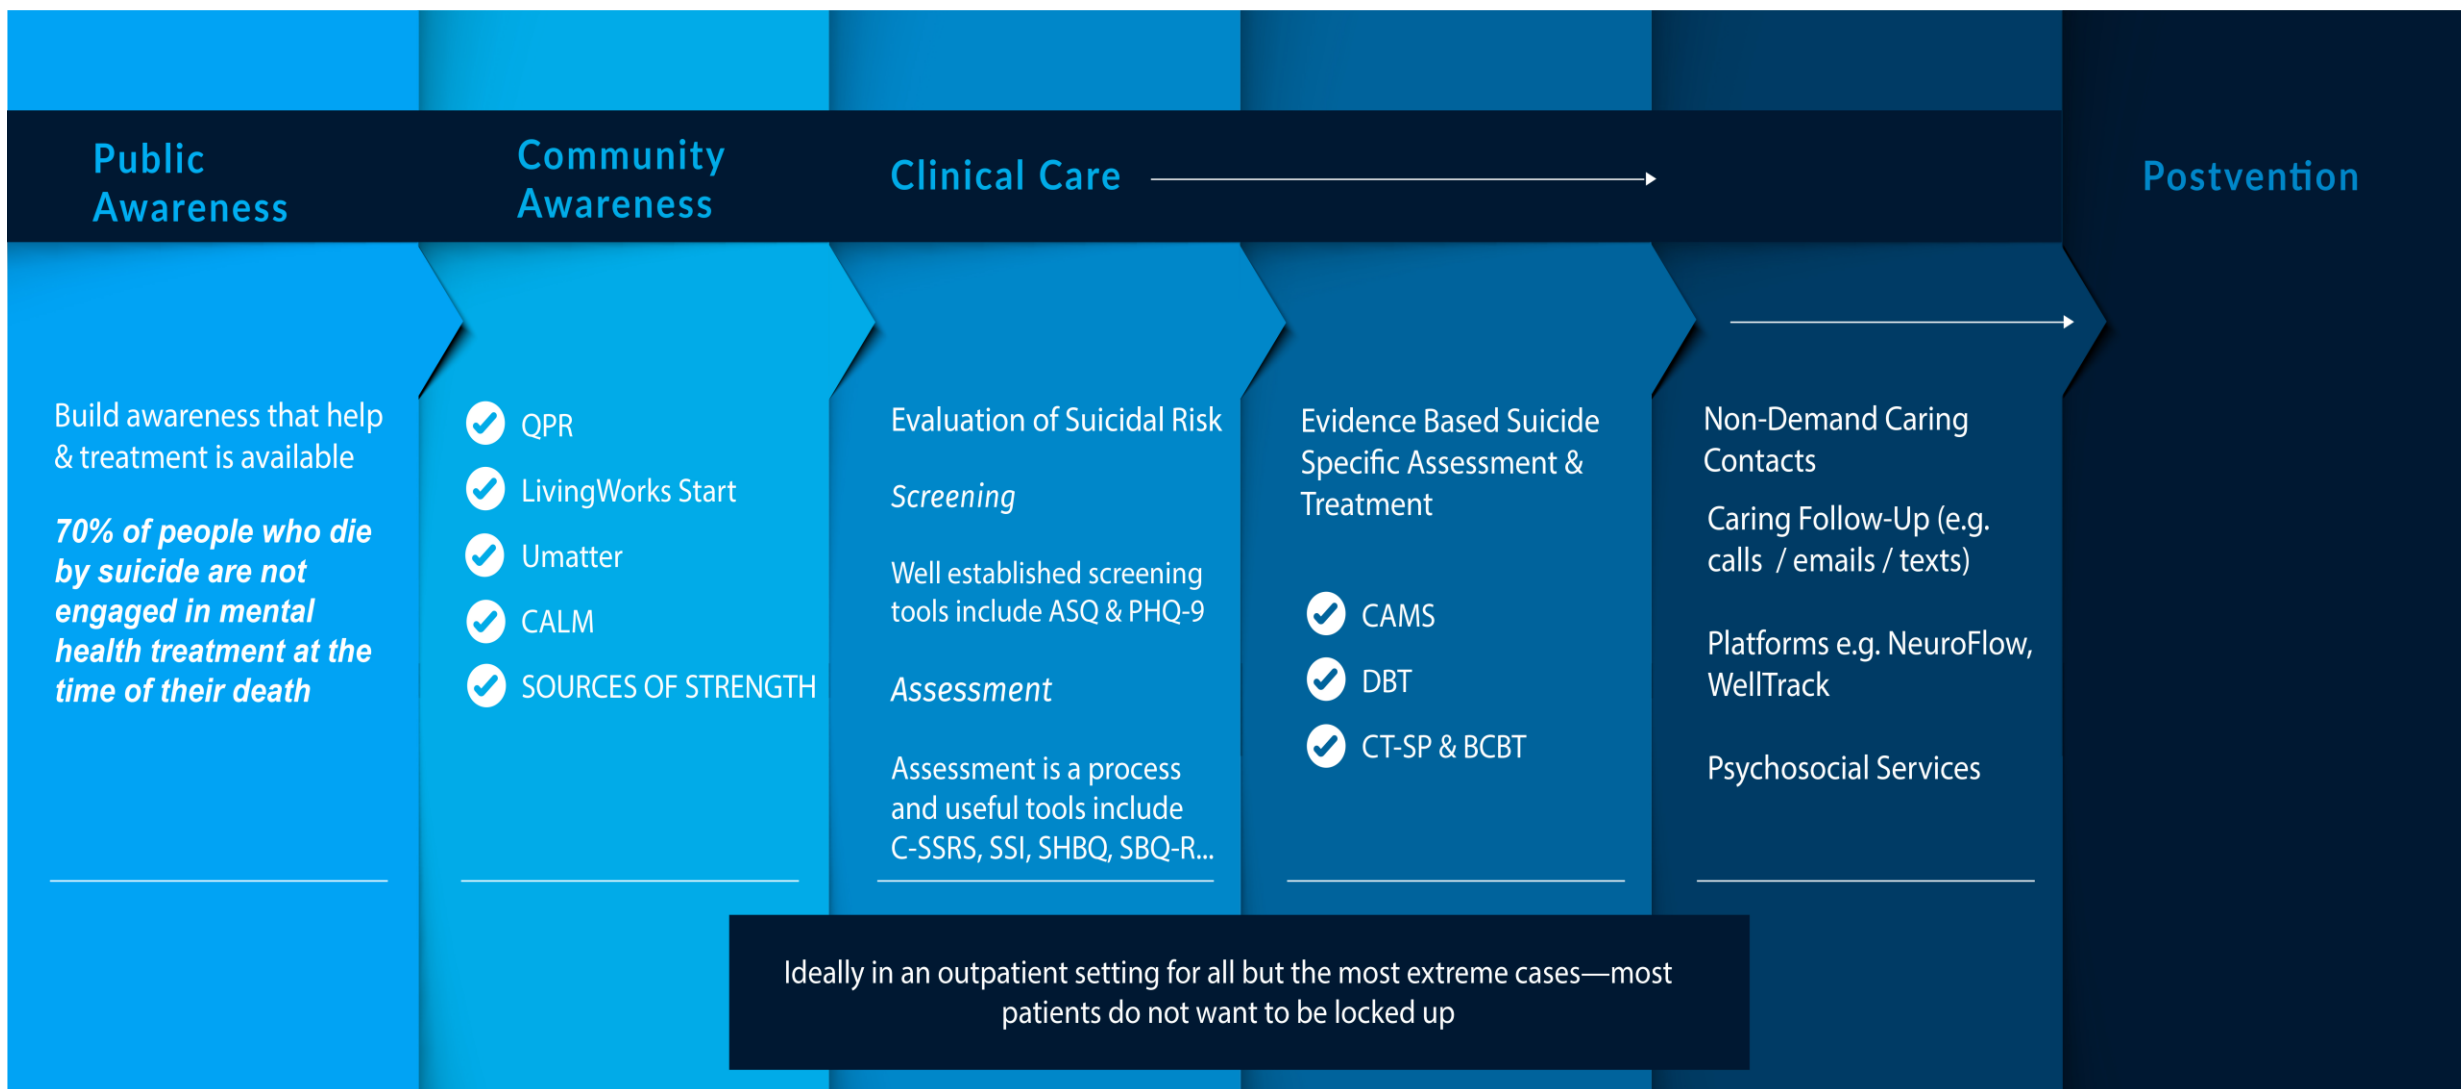 Public
Awareness
Community
Awareness
Clinical Care
Postvention
Build awareness that help
& treatment is available
70% of people who die
by suicide are not
engaged in mental
health treatment at the
time of their death
QPR
LivingWorks Start
Umatter
CALM
SOURCES OF STRENGTH
Evaluation of Suicidal Risk
Screening
Well established screening
tools include ASQ & PHQ-9
Assessment
Assessment is a process
and useful tools include
C-SSRS, SSI, SHBQ, SBQ-R...
Evidence Based Suicide
Specific Assessment &
Treatment
CAMS
DBT
CT-SP & BCBT
Non-Demand Caring
Contacts
Caring Follow-Up (e.g.
calls / emails / texts)
Platforms e.g. NeuroFlow,
WellTrack
Psychosocial Services
Ideally in an outpatient setting for all but the most extreme cases—most
patients do not want to be locked up